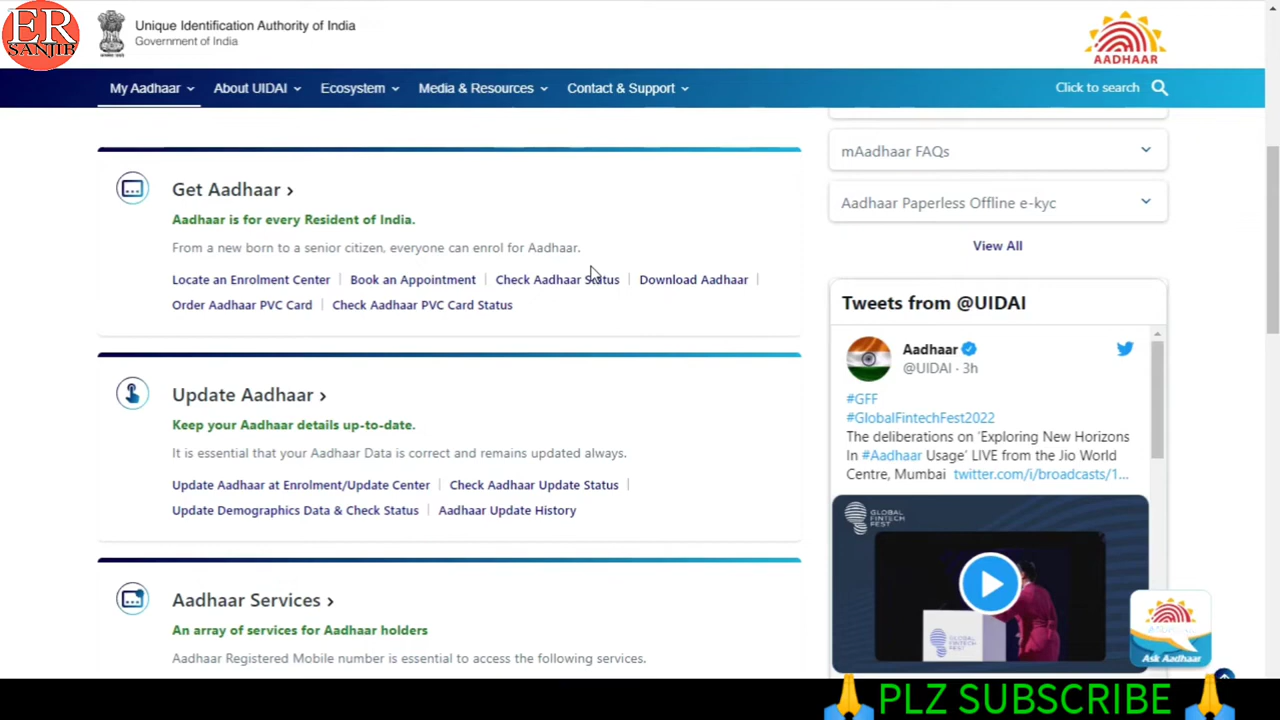 ER
SANJIB
Unique Identification Authority of India
Government of India
AADHAAR
My Aadhaar
About UIDAI
Ecosystem
Media & Resources
Contact & Support
Click to search
Get Aadhaar
Aadhaar is for every Resident of India.
From a new born to a senior citizen, everyone can enrol for Aadhaar.
Locate an Enrolment Center | Book an Appointment | Check Aadhaar Status | Download Aadhaar |
Order Aadhaar PVC Card | Check Aadhaar PVC Card Status
Update Aadhaar
Keep your Aadhaar details up-to-date.
It is essential that your Aadhaar Data is correct and remains updated always.
Update Aadhaar at Enrolment/Update Center | Check Aadhaar Update Status |
Update Demographics Data & Check Status | Aadhaar Update History
Aadhaar Services
An array of services for Aadhaar holders
Aadhaar Registered Mobile number is essential to access the following services.
mAadhaar FAQs
Aadhaar Paperless Offline e-kyc
View All
Tweets from @UIDAI
Aadhaar
@UIDAI · 3h
#GFF
#GlobalFintechFest2022
The deliberations on 'Exploring New Horizons
In #Aadhaar Usage' LIVE from the Jio World
Centre, Mumbai twitter.com/i/broadcasts/1...
GLOBAL
FINTECH
FEST
GLOBAL
FINTECH
FEST
Ask Aadhaar
🙏 PLZ SUBSCRIBE 🙏